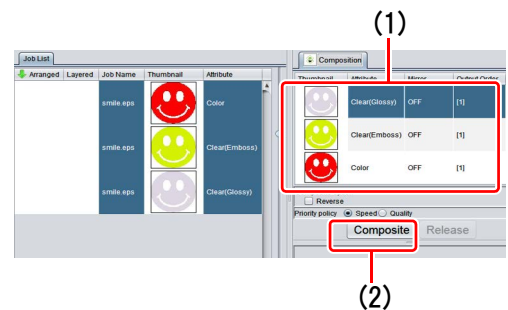 (1)
Job List
Composition
Arranged Layered Job Name Thumbnail Attribute
Thumbnail Attribute Mirror Output Order
smile.eps Color
smile.eps Clear(Emboss)
smile.eps Clear(Glossy)
Clear(Glossy) OFF [1]
Clear(Emboss) OFF [1]
Color OFF [1]
Reverse
Priority policy Speed Quality
Composite Release
(2)